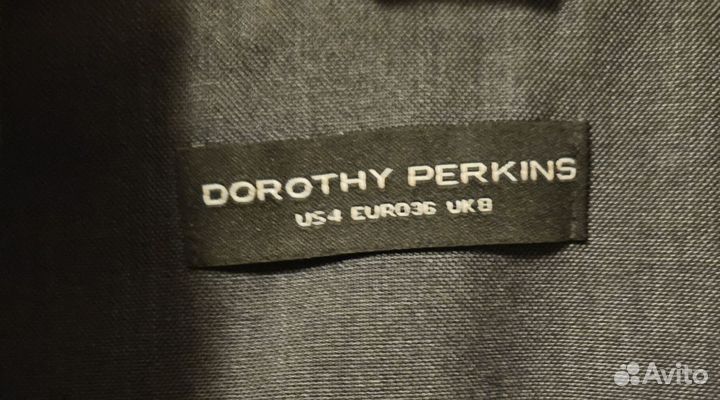 DOROTHY PERKINS
US4 EURO36 UK8
Avito